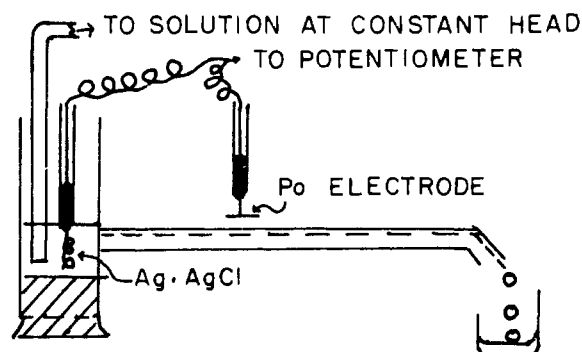 TO SOLUTION AT CONSTANT HEAD
TO POTENTIOMETER
Po ELECTRODE
Ag·AgCl